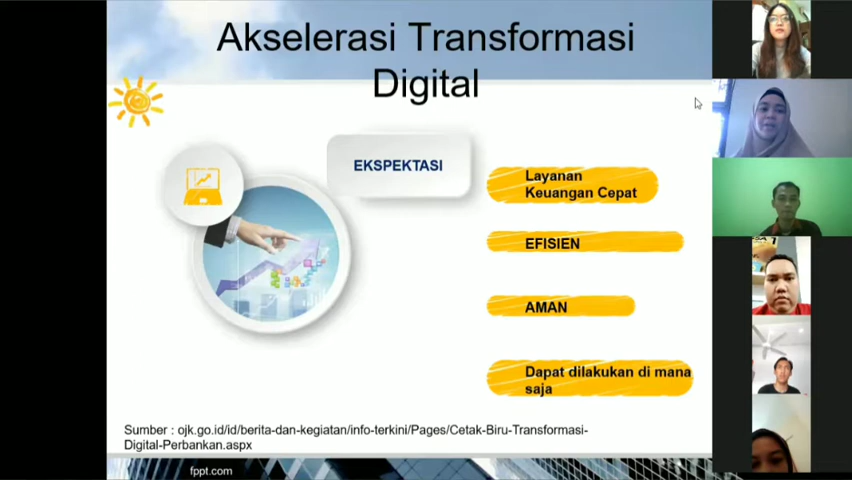 Akselerasi Transformasi
Digital
EKSPEKTASI
Layanan
Keuangan Cepat
EFISIEN
AMAN
Dapat dilakukan di mana
saja
Sumber : ojk.go.id/id/berita-dan-kegiatan/info-terkini/Pages/Cetak-Biru-Transformasi-
Digital-Perbankan.aspx
fppt.com